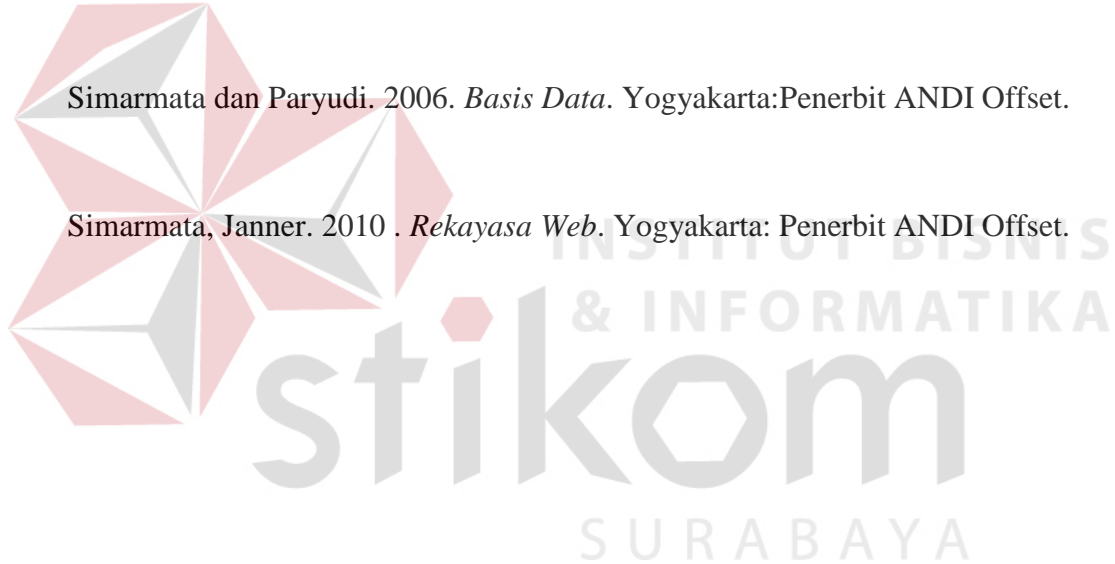 Simarmata dan Paryudi. 2006. Basis Data. Yogyakarta:Penerbit ANDI Offset.
Simarmata, Janner. 2010 . Rekayasa Web. Yogyakarta: Penerbit ANDI Offset.
INSTITUT BISNIS
& INFORMATIKA
stikom
SURABAYA